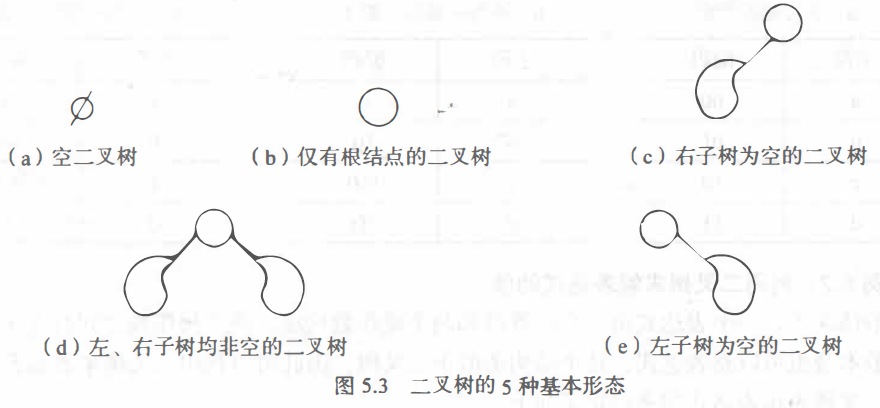 (a)空二叉树
(b)仅有根结点的二叉树
(c)右子树为空的二叉树
(d)左、右子树均非空的二叉树
(e)左子树为空的二叉树
图 5.3 二叉树的 5 种基本形态